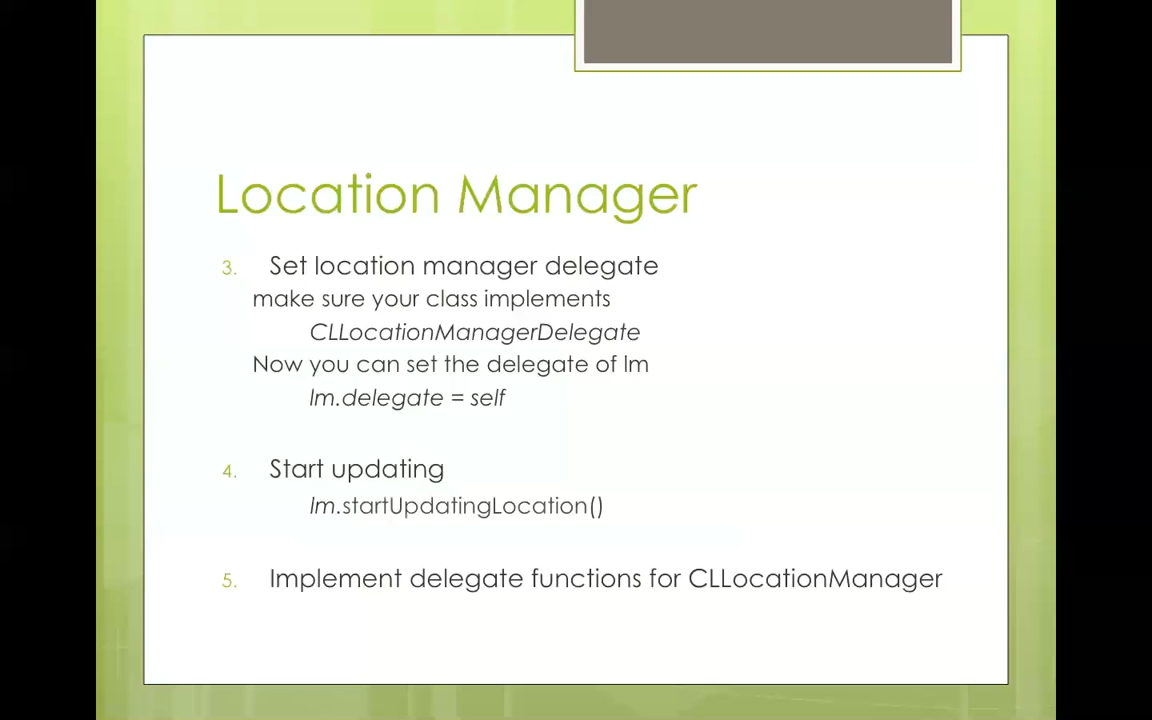 Location Manager
3. Set location manager delegate
make sure your class implements
CLLocationManagerDelegate
Now you can set the delegate of lm
lm.delegate = self
4. Start updating
lm.startUpdatingLocation()
5. Implement delegate functions for CLLocationManager